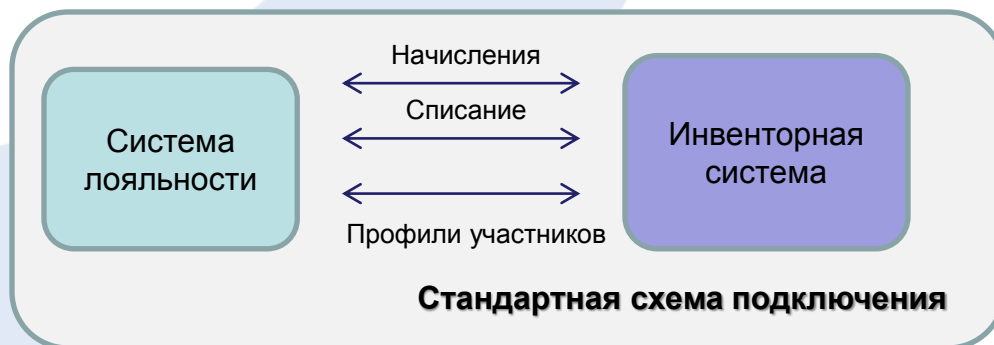 Начисления
Списание
Система
лояльности
Инвенторная
система
Профили участников
Стандартная схема подключения